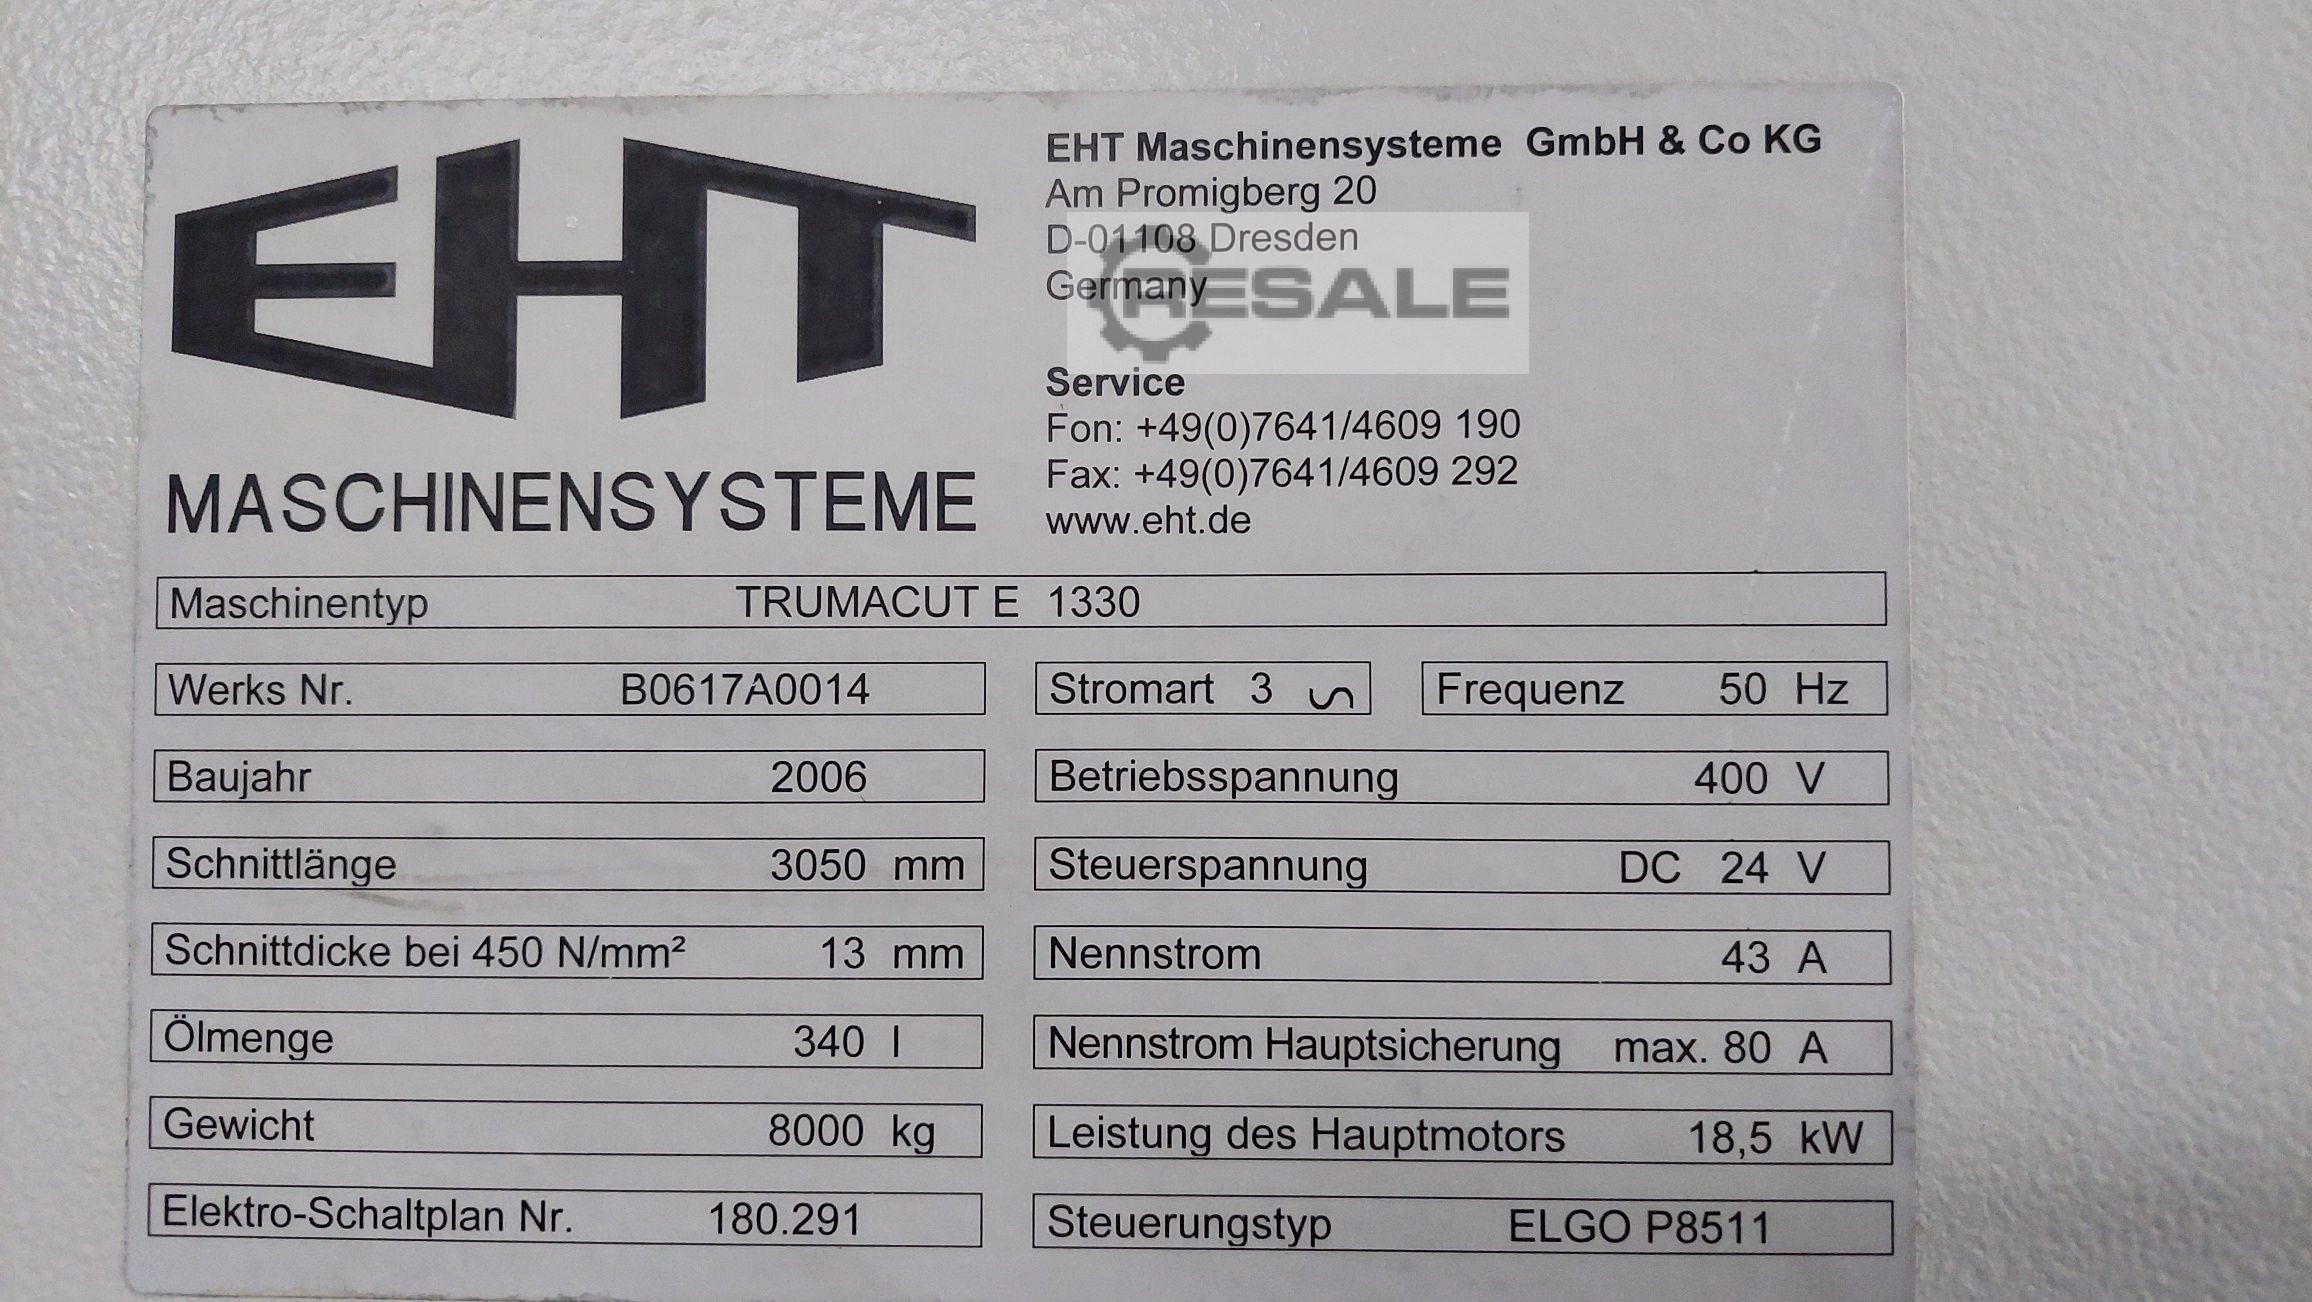 EHT
MASCHINENSYSTEME
EHT Maschinensysteme GmbH & Co KG
Am Promigberg 20
D-01108 Dresden
Germany
RESALE
Service
Fon: +49(0)7641/4609 190
Fax: +49(0)7641/4609 292
www.eht.de
Maschinentyp TRUMACUT E 1330
Werks Nr. B0617A0014
Stromart 3 ~
Frequenz 50 Hz
Baujahr 2006
Betriebsspannung 400 V
Schnittlänge 3050 mm
Steuerspannung DC 24 V
Schnittdicke bei 450 N/mm² 13 mm
Nennstrom 43 A
Ölmenge 340 l
Nennstrom Hauptsicherung max. 80 A
Gewicht 8000 kg
Leistung des Hauptmotors 18,5 kW
Elektro-Schaltplan Nr. 180.291
Steuerungstyp ELGO P8511